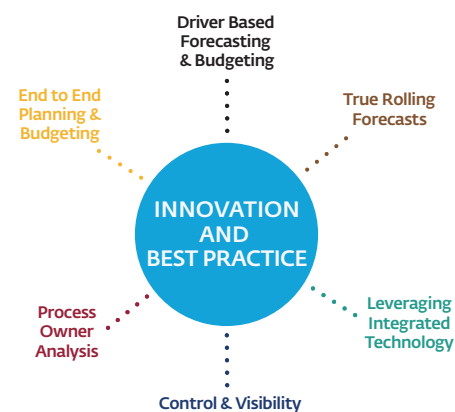 Driver Based
Forecasting
& Budgeting
End to End
Planning &
Budgeting
True Rolling
Forecasts
INNOVATION
AND
BEST PRACTICE
Process
Owner
Analysis
Leveraging
Integrated
Technology
Control & Visibility